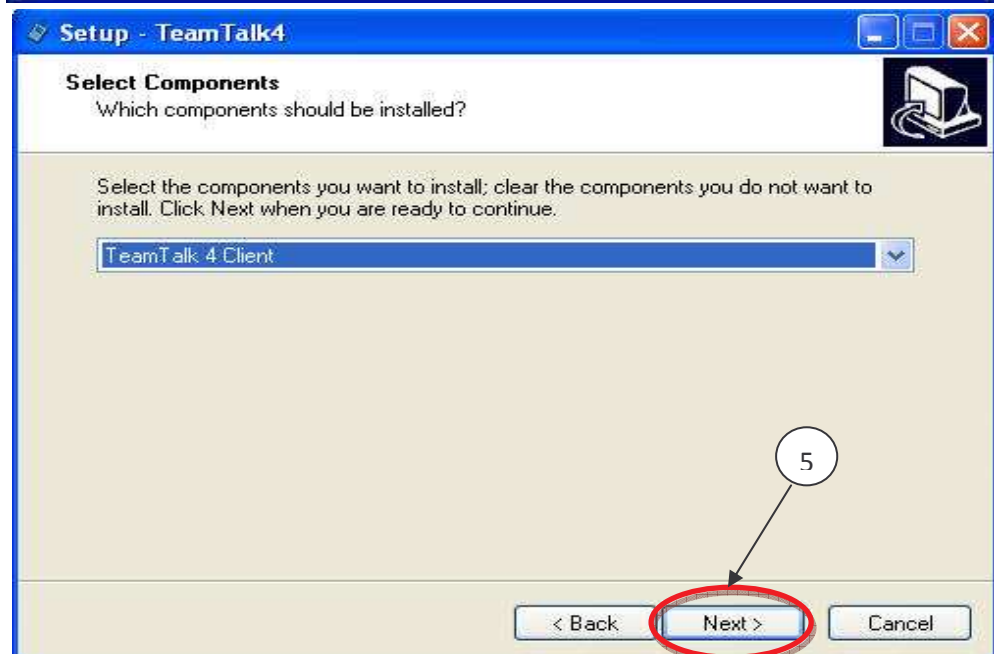 Setup - TeamTalk4
Select Components
Which components should be installed?
Select the components you want to install; clear the components you do not want to
install. Click Next when you are ready to continue.
TeamTalk 4 Client
5
< Back
Next >
Cancel